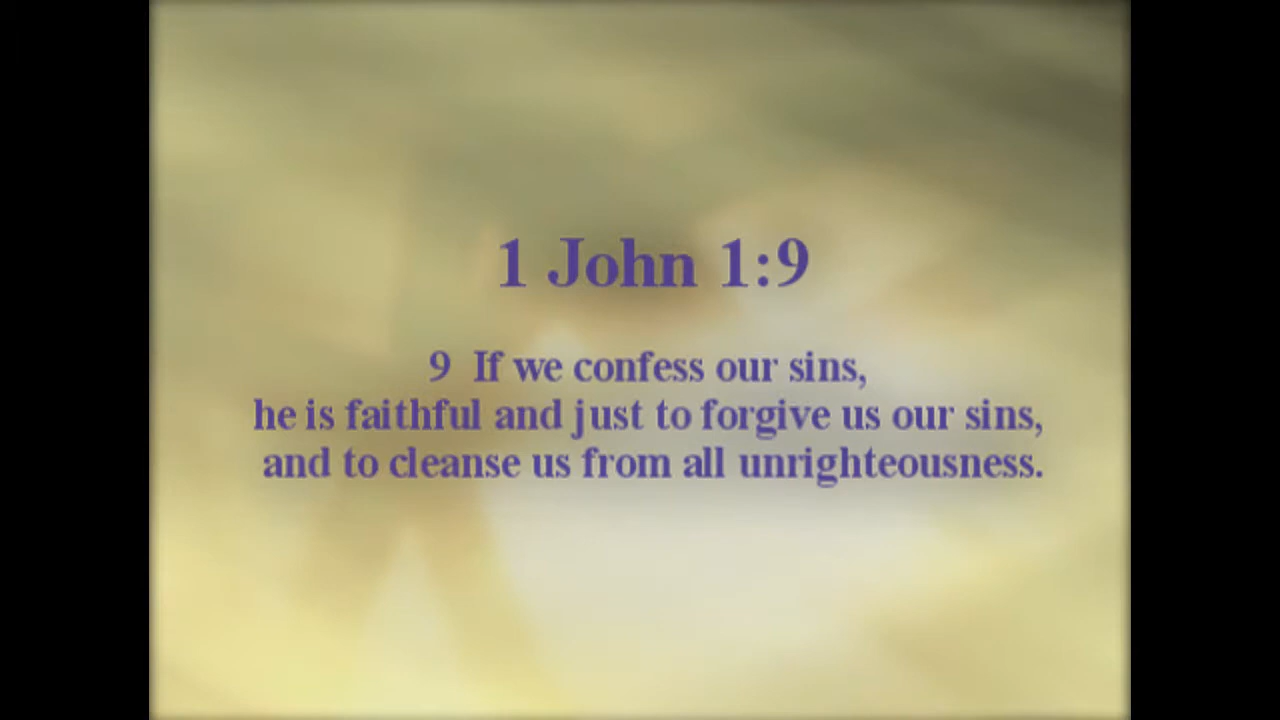 1 John 1:9
9 If we confess our sins,
he is faithful and just to forgive us our sins,
and to cleanse us from all unrighteousness.